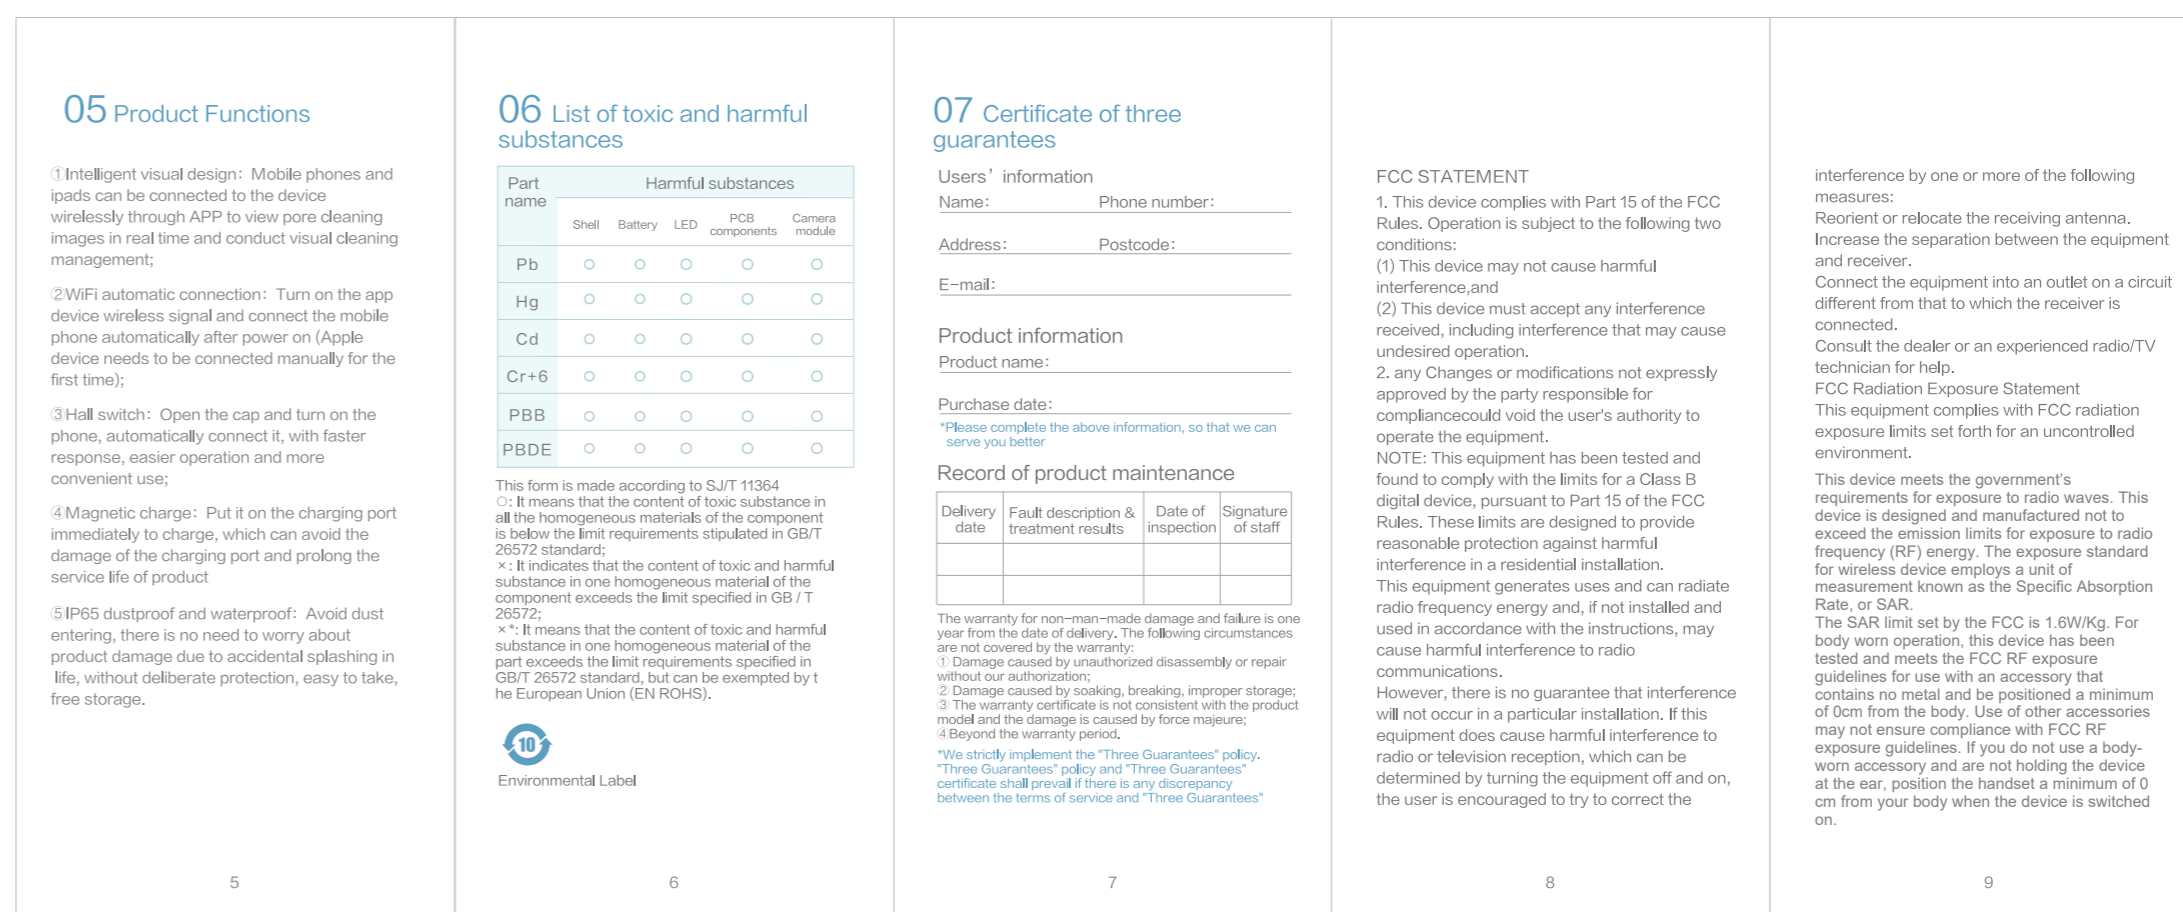 05 Product Functions
①Intelligent visual design：Mobile phones and
ipads can be connected to the device
wirelessly through APP to view pore cleaning
images in real time and conduct visual cleaning
management;
②WiFi automatic connection：Turn on the app
device wireless signal and connect the mobile
phone automatically after power on (Apple
device needs to be connected manually for the
first time);
③Hall switch：Open the cap and turn on the
phone, automatically connect it, with faster
response, easier operation and more
convenient use;
④Magnetic charge：Put it on the charging port
immediately to charge, which can avoid the
damage of the charging port and prolong the
service life of product
⑤IP65 dustproof and waterproof：Avoid dust
entering, there is no need to worry about
product damage due to accidental splashing in
life, without deliberate protection, easy to take,
free storage.
5
06 List of toxic and harmful
substances
Part name Harmful substances
Shell Battery LED PCB components Camera module
Pb ○ ○ ○ ○ ○
Hg ○ ○ ○ ○ ○
Cd ○ ○ ○ ○ ○
Cr+6 ○ ○ ○ ○ ○
PBB ○ ○ ○ ○ ○
PBDE ○ ○ ○ ○ ○
This form is made according to SJ/T 11364
○: It means that the content of toxic substance in
all the homogeneous materials of the component
is below the limit requirements stipulated in GB/T
26572 standard;
×: It indicates that the content of toxic and harmful
substance in one homogeneous material of the
component exceeds the limit specified in GB / T
26572;
×*: It means that the content of toxic and harmful
substance in one homogeneous material of the
part exceeds the limit requirements specified in
GB/T 26572 standard, but can be exempted by t
he European Union (EN ROHS).
10
Environmental Label
6
07 Certificate of three
guarantees
Users’ information
Name: Phone number:
Address: Postcode:
E-mail:
Product information
Product name:
Purchase date:
*Please complete the above information, so that we can
serve you better
Record of product maintenance
Delivery date Fault description & treatment results Date of inspection Signature of staff
The warranty for non-man-made damage and failure is one
year from the date of delivery. The following circumstances
are not covered by the warranty:
① Damage caused by unauthorized disassembly or repair
without our authorization;
② Damage caused by soaking, breaking, improper storage;
③ The warranty certificate is not consistent with the product
model and the damage is caused by force majeure;
④Beyond the warranty period.
*We strictly implement the "Three Guarantees" policy.
"Three Guarantees" policy and "Three Guarantees"
certificate shall prevail if there is any discrepancy
between the terms of service and "Three Guarantees"
7
FCC STATEMENT
1. This device complies with Part 15 of the FCC
Rules. Operation is subject to the following two
conditions:
(1) This device may not cause harmful
interference,and
(2) This device must accept any interference
received, including interference that may cause
undesired operation.
2. any Changes or modifications not expressly
approved by the party responsible for
compliancecould void the user's authority to
operate the equipment.
NOTE: This equipment has been tested and
found to comply with the limits for a Class B
digital device, pursuant to Part 15 of the FCC
Rules. These limits are designed to provide
reasonable protection against harmful
interference in a residential installation.
This equipment generates uses and can radiate
radio frequency energy and, if not installed and
used in accordance with the instructions, may
cause harmful interference to radio
communications.
However, there is no guarantee that interference
will not occur in a particular installation. If this
equipment does cause harmful interference to
radio or television reception, which can be
determined by turning the equipment off and on,
the user is encouraged to try to correct the
8
interference by one or more of the following
measures:
Reorient or relocate the receiving antenna.
Increase the separation between the equipment
and receiver.
Connect the equipment into an outlet on a circuit
different from that to which the receiver is
connected.
Consult the dealer or an experienced radio/TV
technician for help.
FCC Radiation Exposure Statement
This equipment complies with FCC radiation
exposure limits set forth for an uncontrolled
environment.
This device meets the government’s
requirements for exposure to radio waves. This
device is designed and manufactured not to
exceed the emission limits for exposure to radio
frequency (RF) energy. The exposure standard
for wireless device employs a unit of
measurement known as the Specific Absorption
Rate, or SAR.
The SAR limit set by the FCC is 1.6W/Kg. For
body worn operation, this device has been
tested and meets the FCC RF exposure
guidelines for use with an accessory that
contains no metal and be positioned a minimum
of 0cm from the body. Use of other accessories
may not ensure compliance with FCC RF
exposure guidelines. If you do not use a body-
worn accessory and are not holding the device
at the ear, position the handset a minimum of 0
cm from your body when the device is switched
on.
9